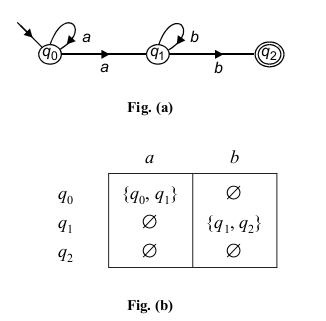 a b
q₀ q₁ q₂
a b
Fig. (a)
a b
q₀ {q₀, q₁} ∅
q₁ ∅ {q₁, q₂}
q₂ ∅ ∅
Fig. (b)